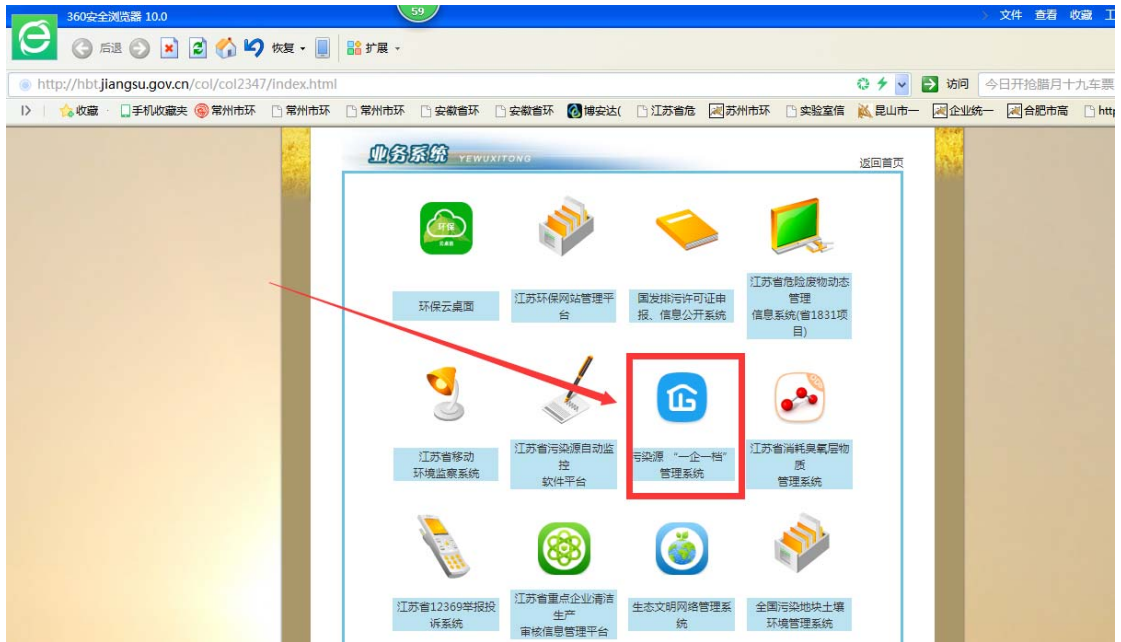 360安全浏览器 10.0
59
文件 查看 收藏 工
后退
恢复
扩展
http://hbt.jiangsu.gov.cn/col/col2347/index.html
访问
今日开抢腊月十九车票
收藏
手机收藏夹
常州市环
常州市环
常州市环
安徽省环
安徽省环
博安达(
江苏省危
苏州市环
实验室信
昆山市一
企业统一
合肥市高
http
业务系统 YEWUXITONG
返回首页
环保
环保云桌面
江苏环保网站管理平
台
国发排污许可证申
报、信息公开系统
江苏省危险废物动态
管理
信息系统(省1831项
目)
江苏省移动
环境监察系统
江苏省污染源自动监
控
软件平台
污染源 “一企一档”
管理系统
江苏省消耗臭氧层物
质
管理系统
江苏省12369举报投
诉系统
江苏省重点企业清洁
生产
审核信息管理平台
生态文明网络管理系
统
全国污染地块土壤
环境管理系统